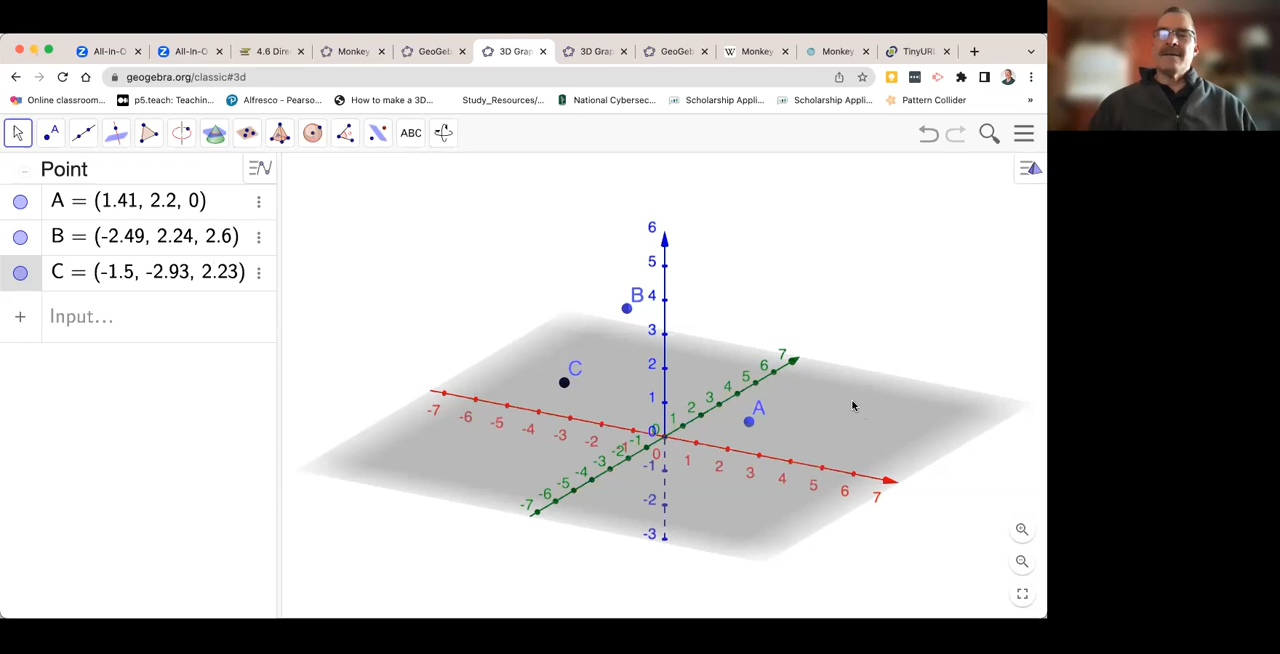 All-in-O
All-in-O
4.6 Dire
Monkey
GeoGeb
3D Grap
3D Grap
GeoGeb
Monkey
Monkey
TinyURL
geogebra.org/classic#3d
Online classroom...
p5.teach: Teachin...
Alfresco - Pearso...
How to make a 3D...
Study_Resources/...
National Cybersec...
Scholarship Appli...
Scholarship Appli...
Pattern Collider
»
ABC
Point
A = (1.41, 2.2, 0)
B = (-2.49, 2.24, 2.6)
C = (-1.5, -2.93, 2.23)
+ Input...
6
5
4
3
2
1
0
-1
-2
-3
B
C
A
-7 -6 -5 -4 -3 -2 -1 0 1 2 3 4 5 6 7
-7 -6 -5 -4 -3 -2 -1 0 1 2 3 4 5 6 7